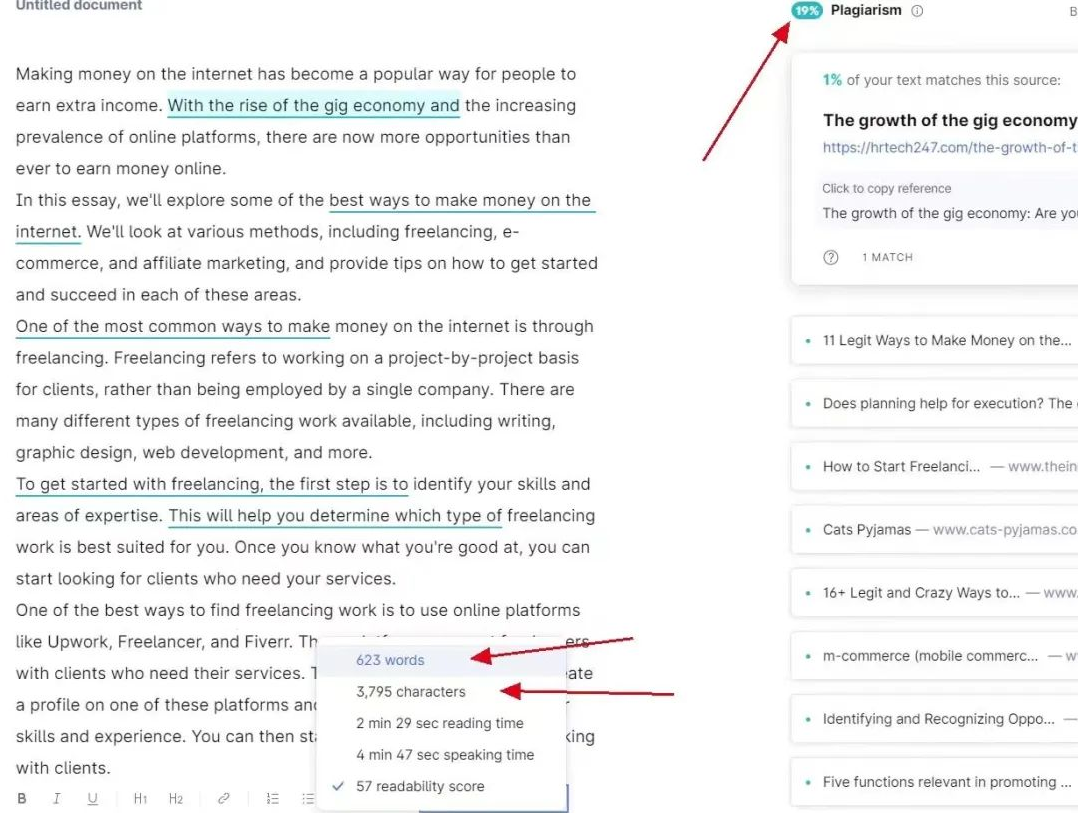 Untitled document
Making money on the internet has become a popular way for people to
earn extra income. With the rise of the gig economy and the increasing
prevalence of online platforms, there are now more opportunities than
ever to earn money online.
In this essay, we'll explore some of the best ways to make money on the
internet. We'll look at various methods, including freelancing, e-
commerce, and affiliate marketing, and provide tips on how to get started
and succeed in each of these areas.
One of the most common ways to make money on the internet is through
freelancing. Freelancing refers to working on a project-by-project basis
for clients, rather than being employed by a single company. There are
many different types of freelancing work available, including writing,
graphic design, web development, and more.
To get started with freelancing, the first step is to identify your skills and
areas of expertise. This will help you determine which type of freelancing
work is best suited for you. Once you know what you're good at, you can
start looking for clients who need your services.
One of the best ways to find freelancing work is to use online platforms
like Upwork, Freelancer, and Fiverr.
with clients who need their services.
a profile on one of these platforms
skills and experience. You can then
with clients.
623 words
3,795 characters
2 min 29 sec reading time
4 min 47 sec speaking time
57 readability score
B I U H1 H2
19% Plagiarism
1% of your text matches this source:
The growth of the gig economy
https://hrtech247.com/the-growth-of-t
Click to copy reference
The growth of the gig economy: Are you
1 MATCH
11 Legit Ways to Make Money on the...
Does planning help for execution? The
How to Start Freelanci... — www.thein
Cats Pyjamas — www.cats-pyjamas.co
16+ Legit and Crazy Ways to... — www.
m-commerce (mobile commerc... — w
Identifying and Recognizing Oppo... —
Five functions relevant in promoting ...